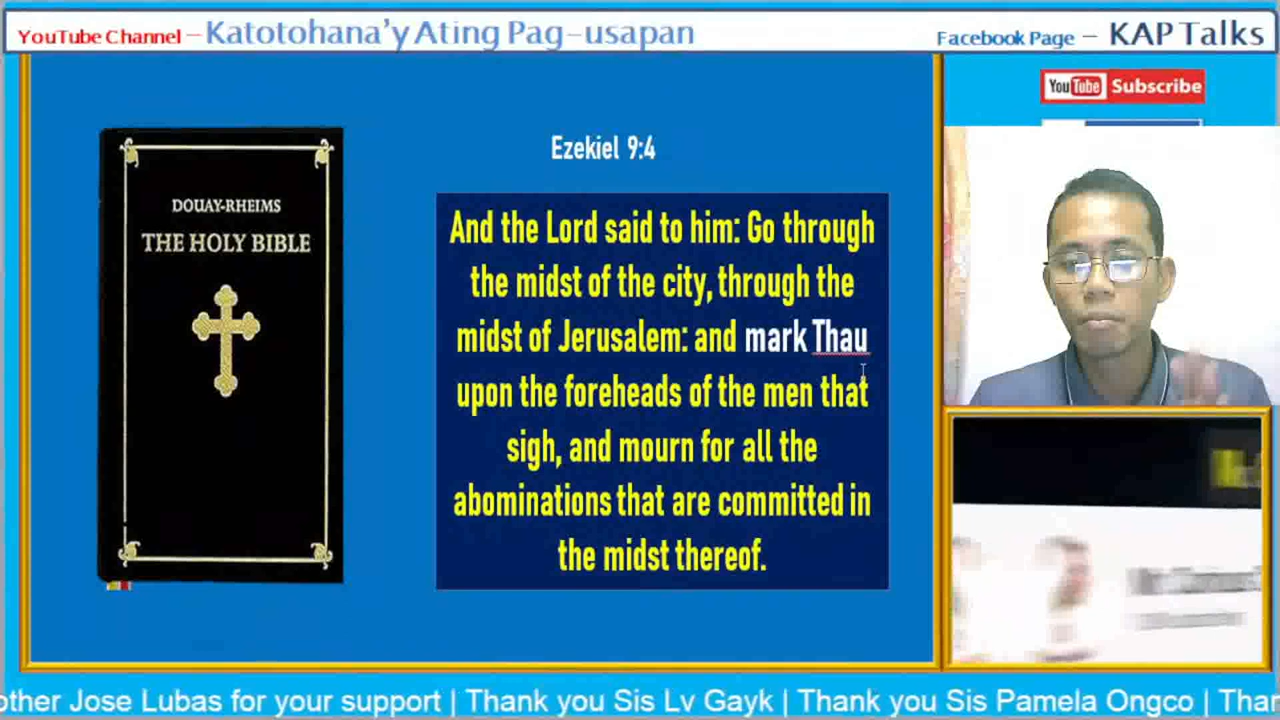 YouTube Channel – Katotohana'y Ating Pag-usapan
Facebook Page – KAP Talks
YouTube Subscribe
DOUAY-RHEIMS
THE HOLY BIBLE
Ezekiel 9:4
And the Lord said to him: Go through
the midst of the city, through the
midst of Jerusalem: and mark Thau
upon the foreheads of the men that
sigh, and mourn for all the
abominations that are committed in
the midst thereof.
Jose Lubas for your support | Thank you Sis Lv Gayk | Thank you Sis Pamela Ongco |